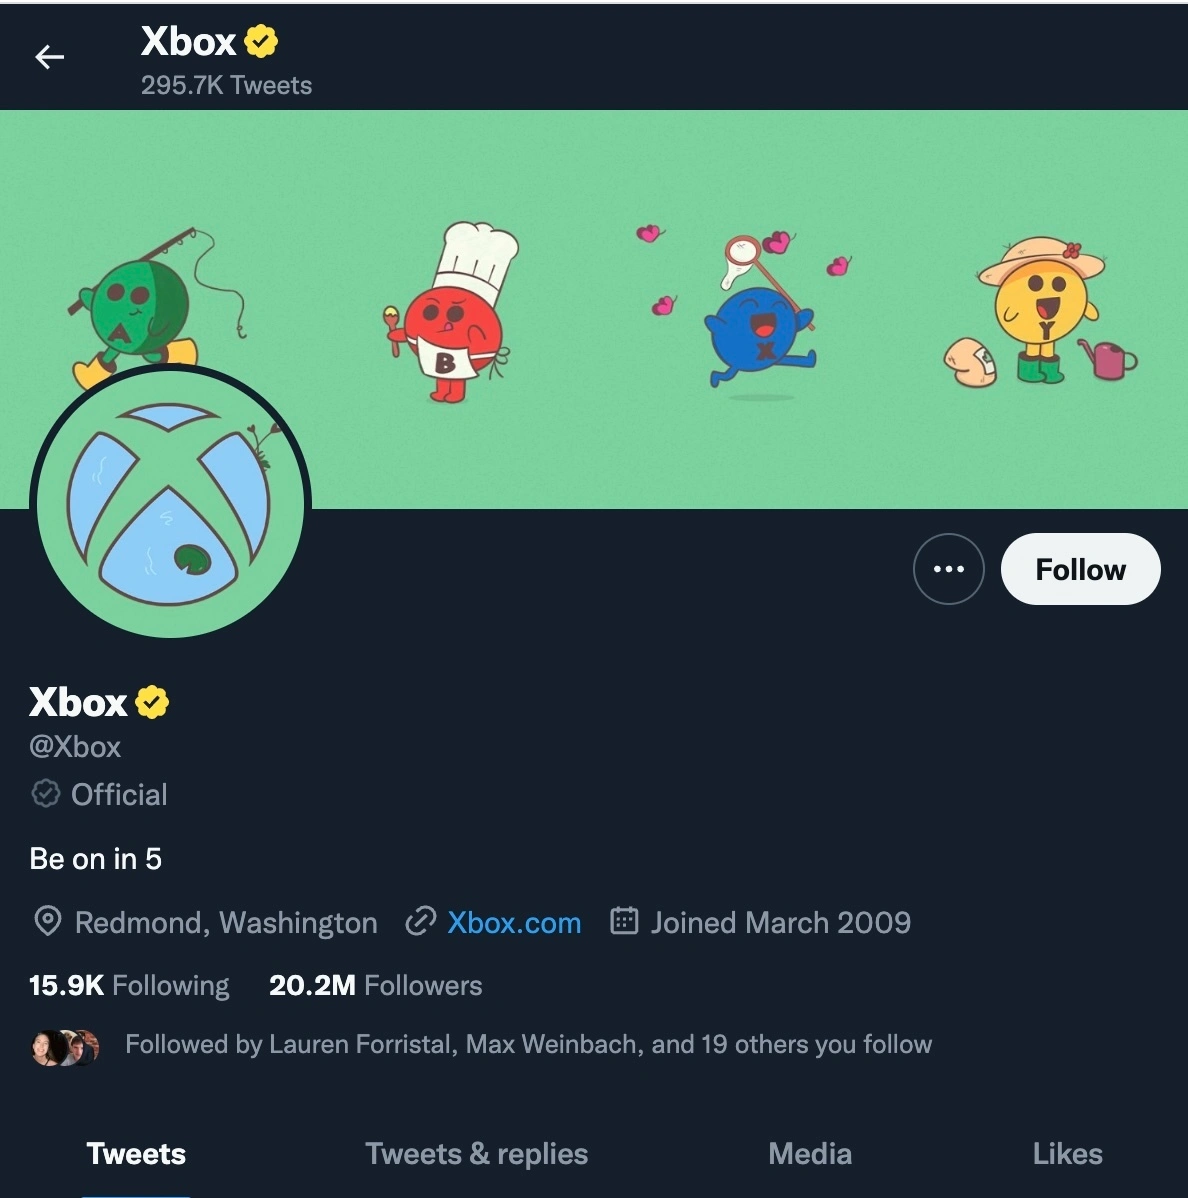 Xbox
295.7K Tweets
A
B
X
Y
Follow
Xbox
@Xbox
Official
Be on in 5
Redmond, Washington Xbox.com Joined March 2009
15.9K Following 20.2M Followers
Followed by Lauren Forristal, Max Weinbach, and 19 others you follow
Tweets Tweets & replies Media Likes